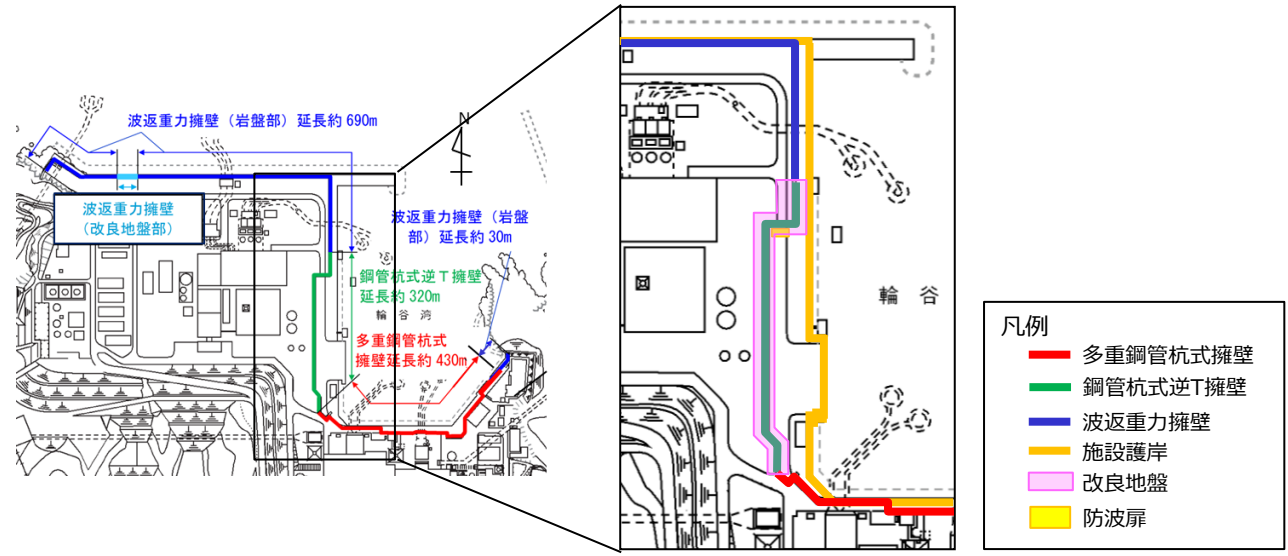 波返重力擁壁（岩盤部）延長約 690m
N
波返重力擁壁
（改良地盤部）
波返重力擁壁（岩盤
部）延長約 30m
鋼管杭式逆Ｔ擁壁
延長約 320m
輪 谷 湾
多重鋼管杭式
擁壁延長約 430m
輪 谷
凡例
多重鋼管杭式擁壁
鋼管杭式逆T擁壁
波返重力擁壁
施設護岸
改良地盤
防波扉